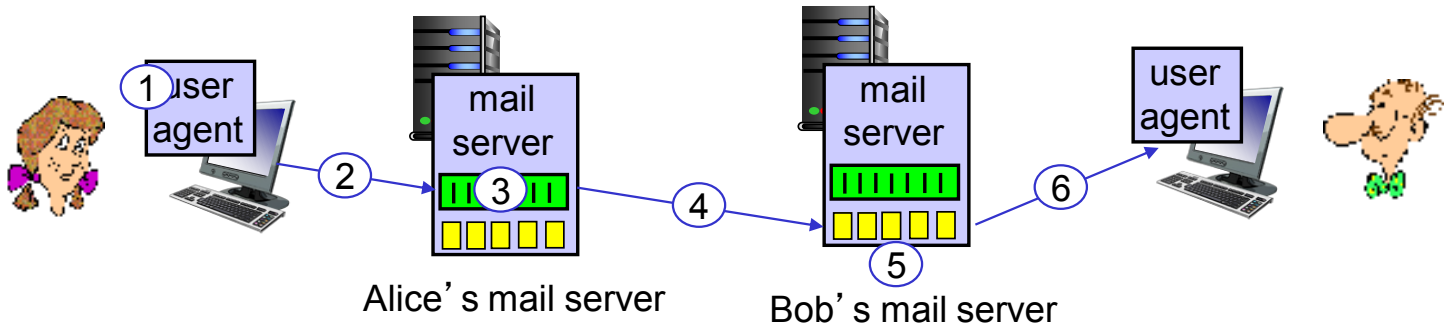 1 user
agent
2
mail
server
3
4
mail
server
5
6
user
agent
Alice's mail server
Bob's mail server